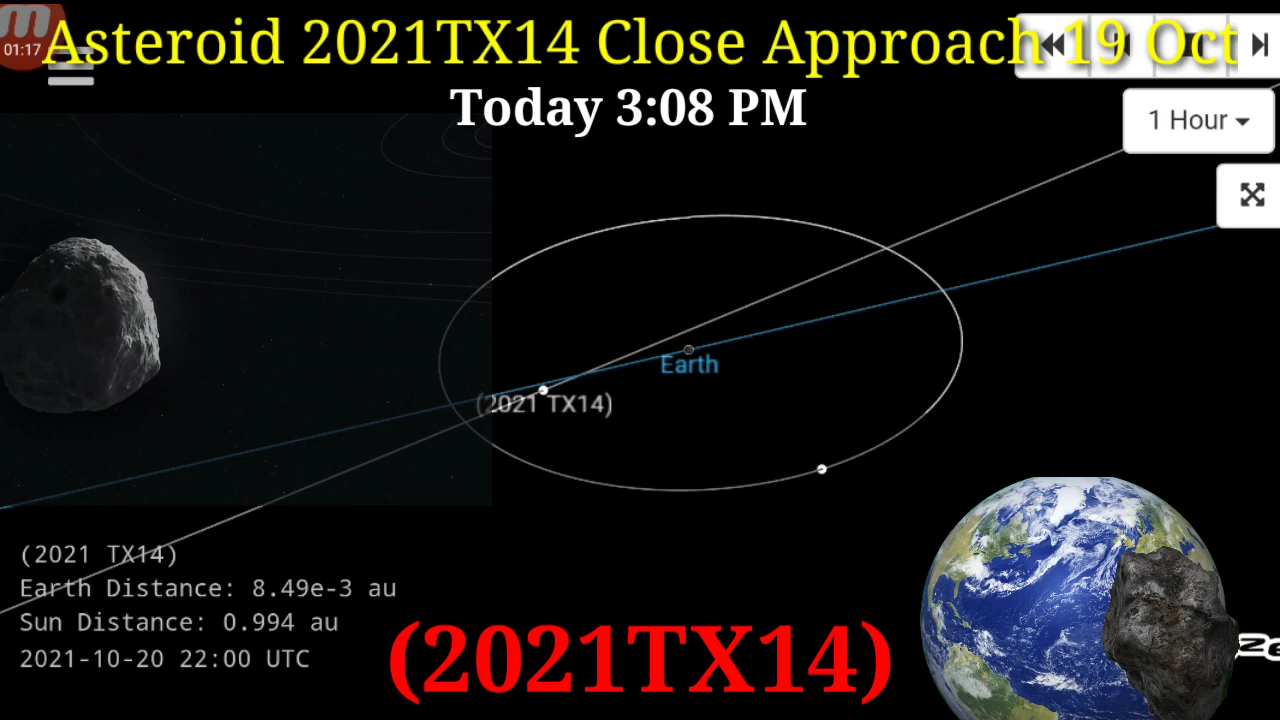 Asteroid 2021TX14 Close Approach 19 Oct
01:17
Today 3:08 PM
1 Hour
Earth
(2021 TX14)
(2021 TX14)
Earth Distance: 8.49e-3 au
Sun Distance: 0.994 au
2021-10-20 22:00 UTC
(2021TX14)